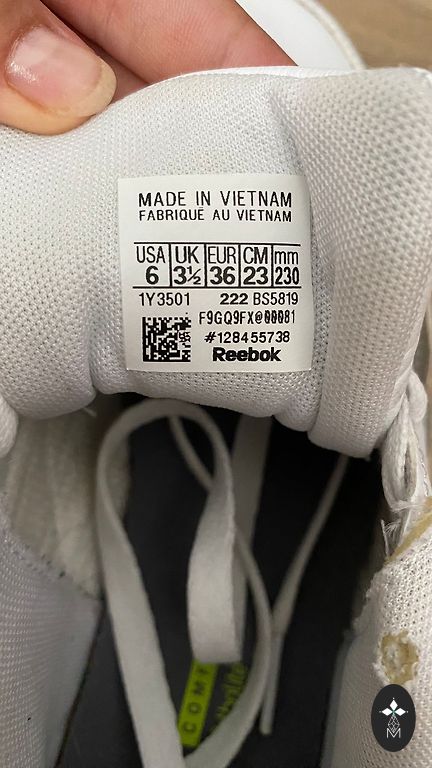 MADE IN VIETNAM
FABRIQUÉ AU VIETNAM
USA UK EUR CM mm
6 3½ 36 23 230
1Y3501 222 BS5819
F9GQ9FX@00081
#128455738
Reebok
COMF
M